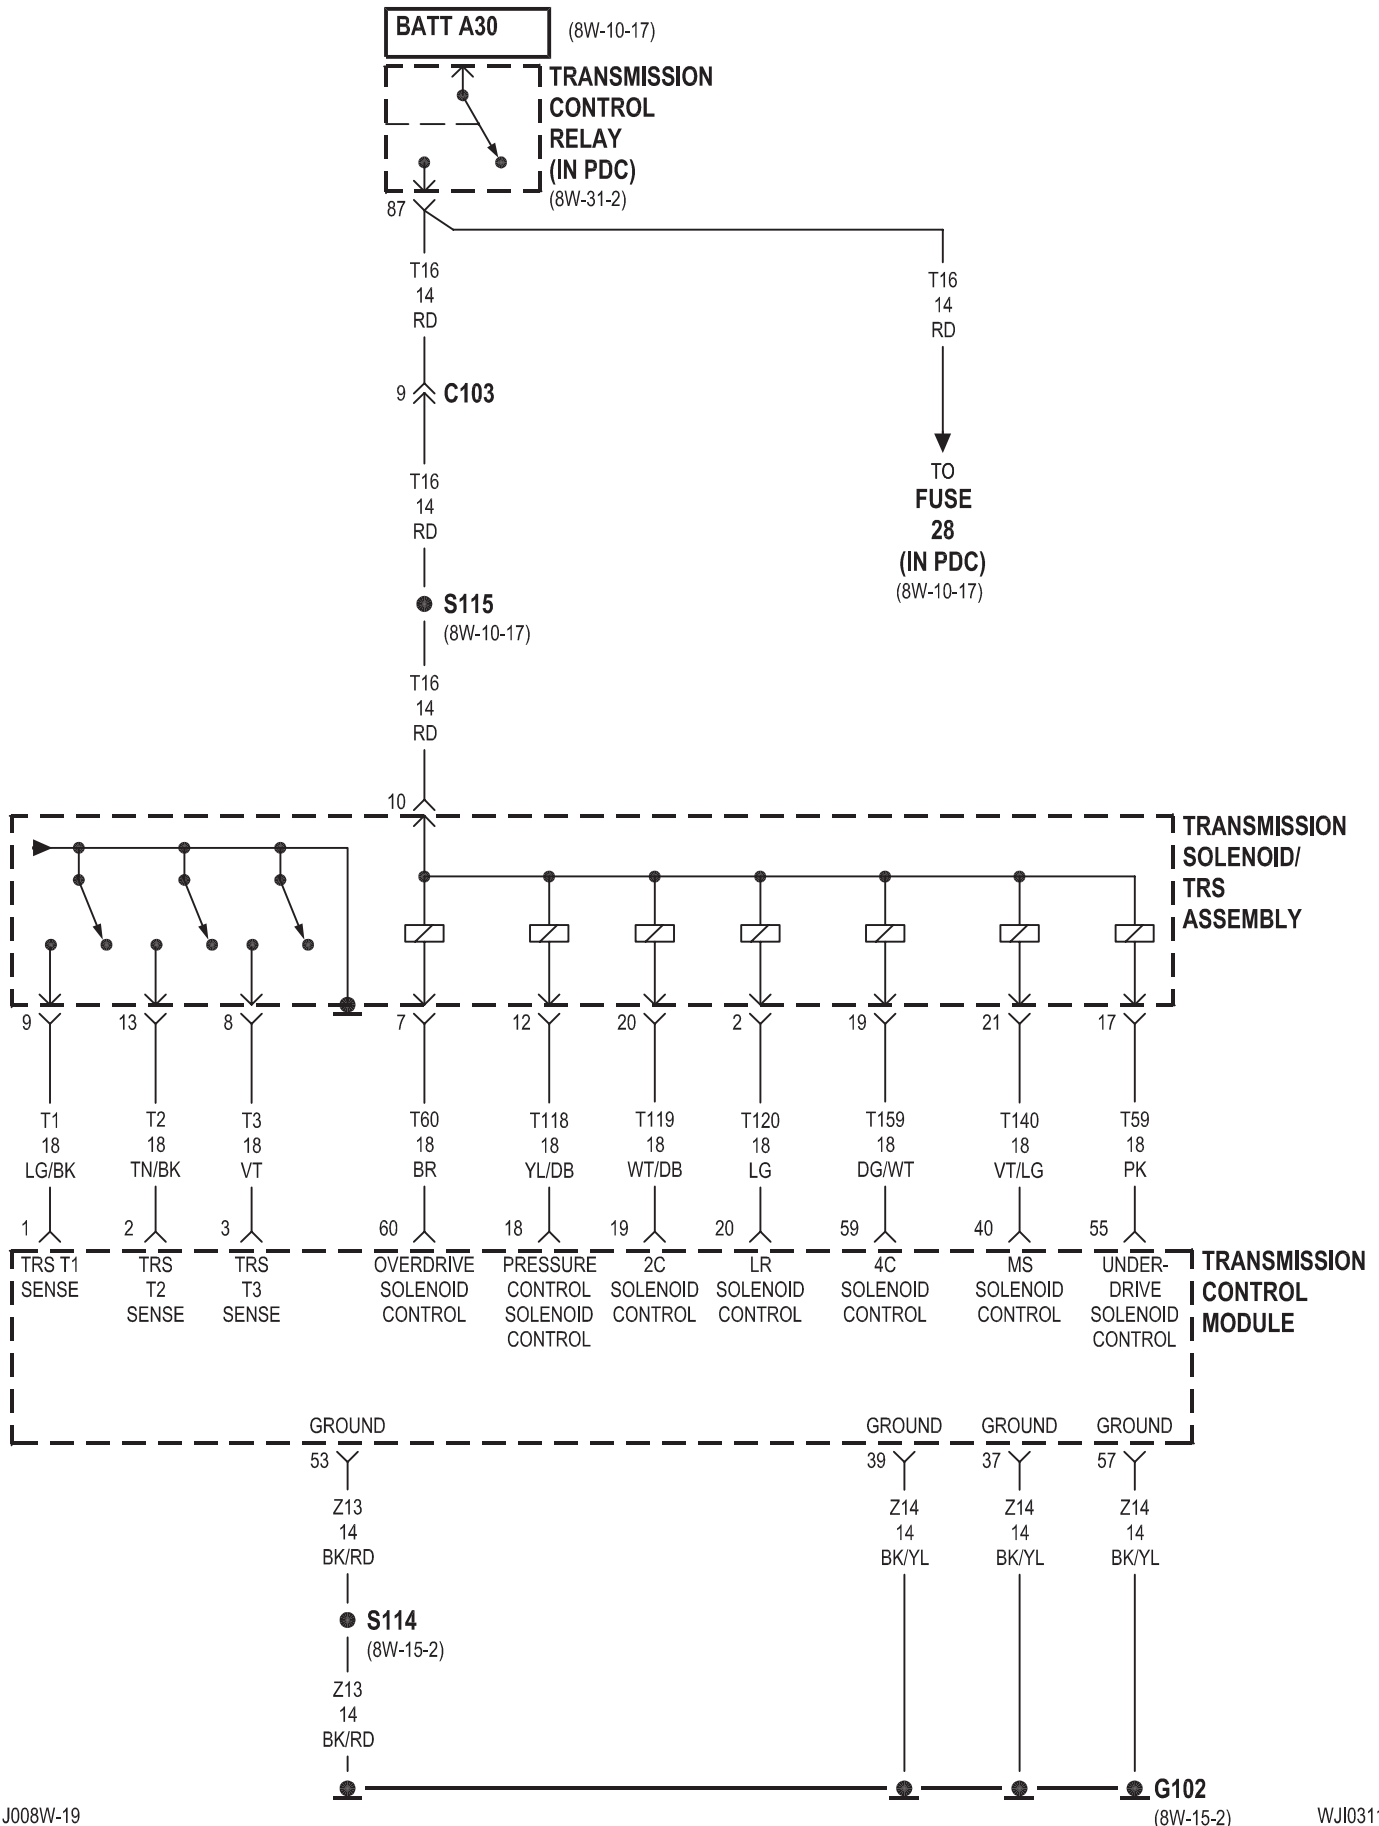 BATT A30
(8W-10-17)
TRANSMISSION
CONTROL
RELAY
(IN PDC)
(8W-31-2)
87
T16
14
RD
T16
14
RD
9
C103
TO
FUSE
28
(IN PDC)
(8W-10-17)
T16
14
RD
S115
(8W-10-17)
T16
14
RD
10
TRANSMISSION
SOLENOID/
TRS
ASSEMBLY
9
13
8
7
12
20
2
19
21
17
T1
18
LG/BK
T2
18
TN/BK
T3
18
VT
T60
18
BR
T118
18
YL/DB
T119
18
WT/DB
T120
18
LG
T159
18
DG/WT
T140
18
VT/LG
T59
18
PK
1
2
3
60
18
19
20
59
40
55
TRS T1
SENSE
TRS
T2
SENSE
TRS
T3
SENSE
OVERDRIVE
SOLENOID
CONTROL
PRESSURE
CONTROL
SOLENOID
CONTROL
2C
SOLENOID
CONTROL
LR
SOLENOID
CONTROL
4C
SOLENOID
CONTROL
MS
SOLENOID
CONTROL
UNDER-
DRIVE
SOLENOID
CONTROL
TRANSMISSION
CONTROL
MODULE
GROUND
GROUND
GROUND
GROUND
53
39
37
57
Z13
14
BK/RD
Z14
14
BK/YL
Z14
14
BK/YL
Z14
14
BK/YL
S114
(8W-15-2)
Z13
14
BK/RD
G102
(8W-15-2)
J008W-19